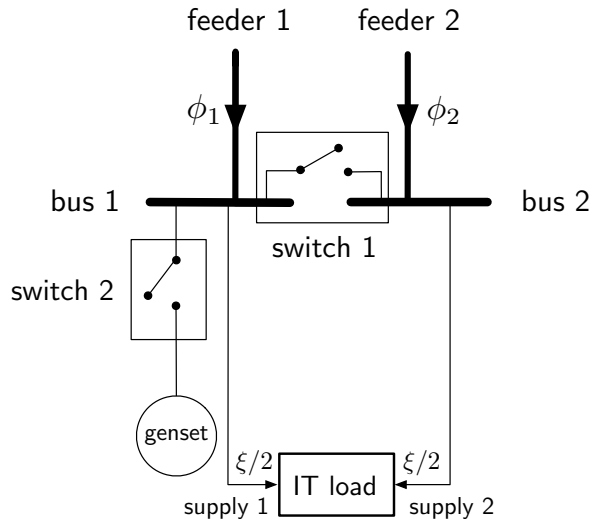 feeder 1
feeder 2
ϕ₁
ϕ₂
bus 1
bus 2
switch 1
switch 2
genset
ξ/2
ξ/2
IT load
supply 1
supply 2